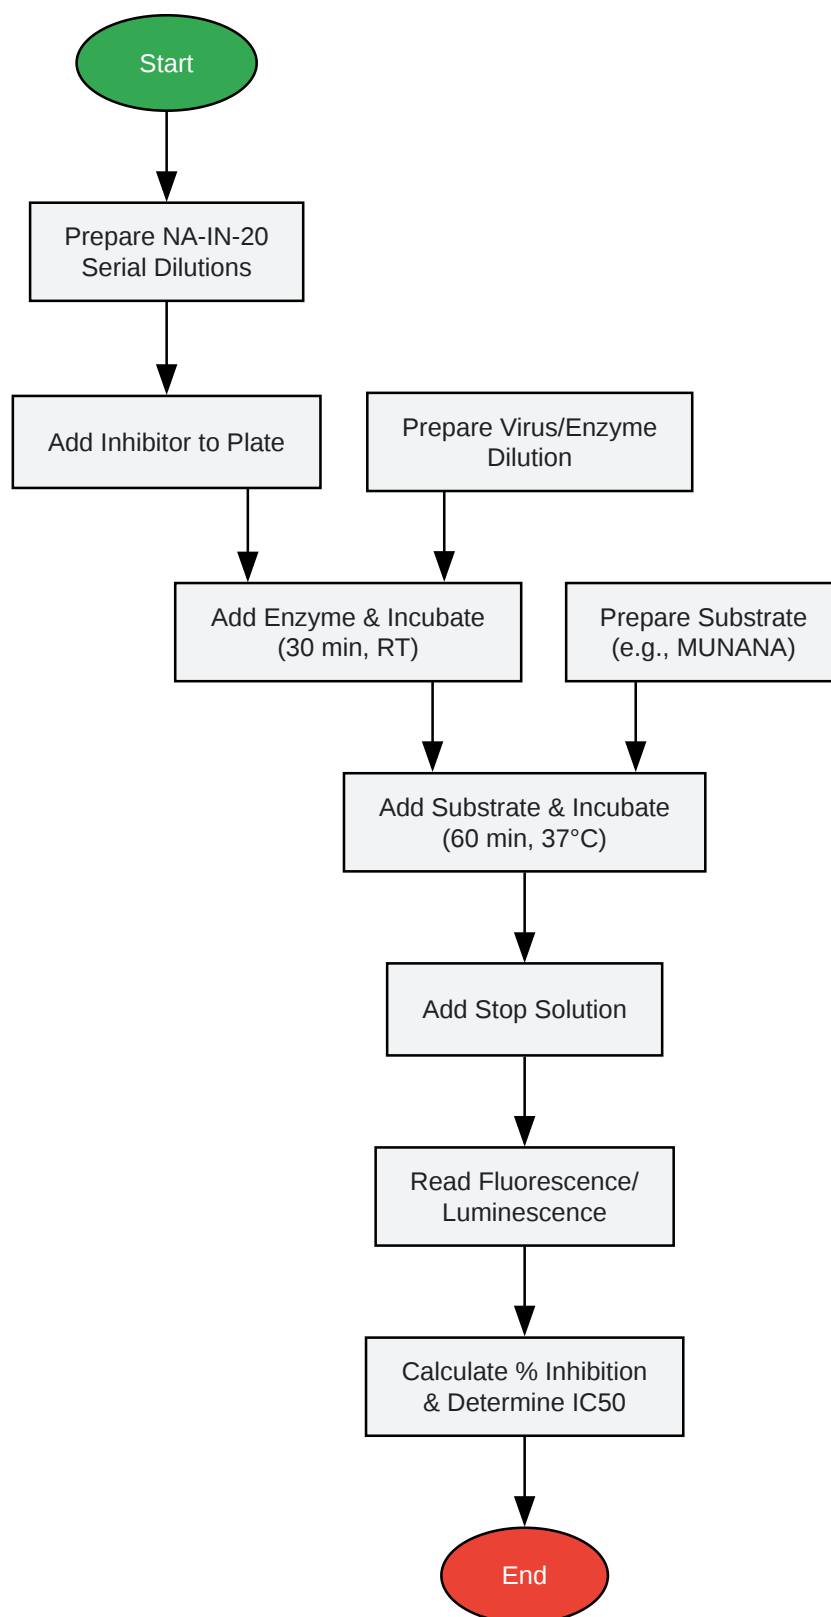 Start
Prepare NA-IN-20
Serial Dilutions
Add Inhibitor to Plate
Prepare Virus/Enzyme
Dilution
Add Enzyme & Incubate
(30 min, RT)
Prepare Substrate
(e.g., MUNANA)
Add Substrate & Incubate
(60 min, 37°C)
Add Stop Solution
Read Fluorescence/
Luminescence
Calculate % Inhibition
& Determine IC50
End